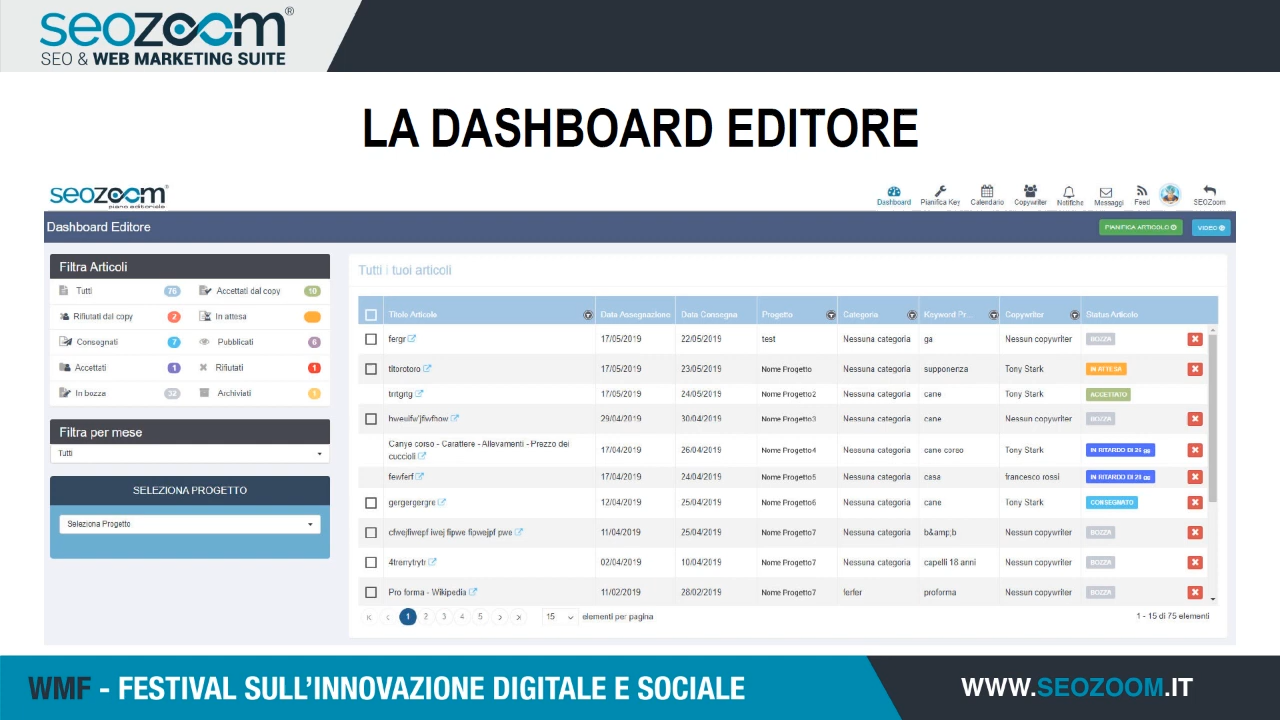 seozoom®
SEO & WEB MARKETING SUITE
LA DASHBOARD EDITORE
seozoom
piano editoriale
Dashboard Pianifica Key Calendario Copywriter Notifiche Messaggi Feed SEOZoom
Dashboard Editore
PIANIFICA ARTICOLO
VIDEO
Filtra Articoli
Tutti 76 Accettati dal copy 10
Rifiutati dal copy 2 In attesa
Consegnati 7 Pubblicati 6
Accettati 1 Rifiutati 1
In bozza 32 Archiviati
Filtra per mese
Tutti
SELEZIONA PROGETTO
Seleziona Progetto
Tutti i tuoi articoli
Titolo Articolo Data Assegnazione Data Consegna Progetto Categoria Keyword Pr... Copywriter Status Articolo
fergr 17/05/2019 22/05/2019 test Nessuna categoria ga Nessun copywriter BOZZA
titorotoro 17/05/2019 23/05/2019 Nome Progetto Nessuna categoria supponenza Tony Stark IN ATTESA
trttgrtg 17/05/2019 24/05/2019 Nome Progetto2 Nessuna categoria cane Tony Stark ACCETTATO
29/04/2019 30/04/2019 Nome Progetto3 Nessuna categoria cane Nessun copywriter BOZZA
Canye corso - Carattere - Allevamenti - Prezzo dei
cuccioli 17/04/2019 26/04/2019 Nome Progetto4 Nessuna categoria cane corso Tony Stark IN RITARDO DI 26 gg
fewferf 17/04/2019 24/04/2019 Nome Progetto5 Nessuna categoria casa francesco rossi IN RITARDO DI 28 gg
gergergergre 12/04/2019 25/04/2019 Nome Progetto6 Nessuna categoria cane Tony Stark CONSEGNATO
11/04/2019 25/04/2019 Nome Progetto7 Nessuna categoria b&amp,b Nessun copywriter BOZZA
4trerrytrytr 02/04/2019 10/04/2019 Nome Progetto7 Nessuna categoria capelli 18 anni Nessun copywriter BOZZA
Pro forma - Wikipedia 11/02/2019 28/02/2019 Nome Progetto7 ferfer proforma Nessun copywriter BOZZA
1 2 3 4 5 15 elementi per pagina 1 - 15 di 75 elementi
WMF - FESTIVAL SULL'INNOVAZIONE DIGITALE E SOCIALE
WWW.SEOZOOM.IT